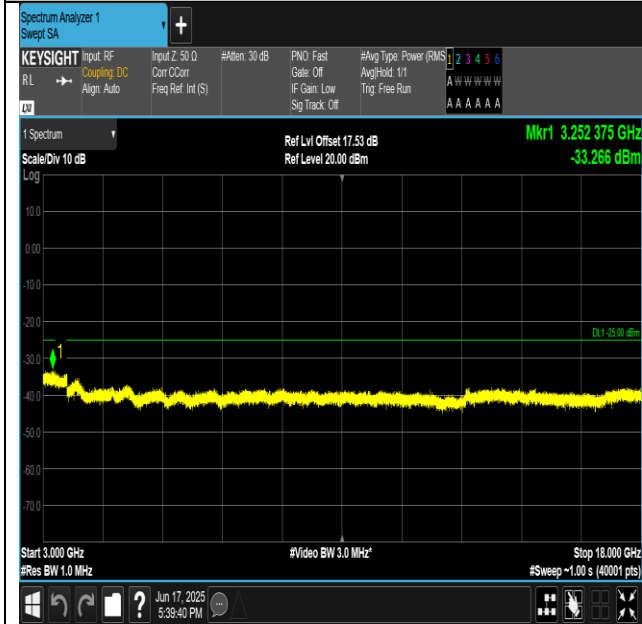 Spectrum Analyzer 1
Swept SA
+
KEYSIGHT Input: RF Input Z: 50 Ω #Atten: 30 dB PNO: Fast #Avg Type: Power (RMS 1 2 3 4 5 6
RL Coupling: DC Corr CCorr Gate: Off Avg|Hold: 1/1 A W W W W W
Align: Auto Freq Ref: Int (S) IF Gain: Low Trig: Free Run
Sig Track: Off A A A A A A
LXI
1 Spectrum Ref Lvl Offset 17.53 dB Mkr1 3.252 375 GHz
Scale/Div 10 dB Ref Level 20.00 dBm -33.266 dBm
Log
10.0
0.00
-10.0
-20.0
DL1 -25.00 dBm
1
-30.0
-40.0
-50.0
-60.0
-70.0
Start 3.000 GHz #Video BW 3.0 MHz* Stop 18.000 GHz
#Res BW 1.0 MHz #Sweep ~1.00 s (40001 pts)
? Jun 17, 2025
5:39:40 PM